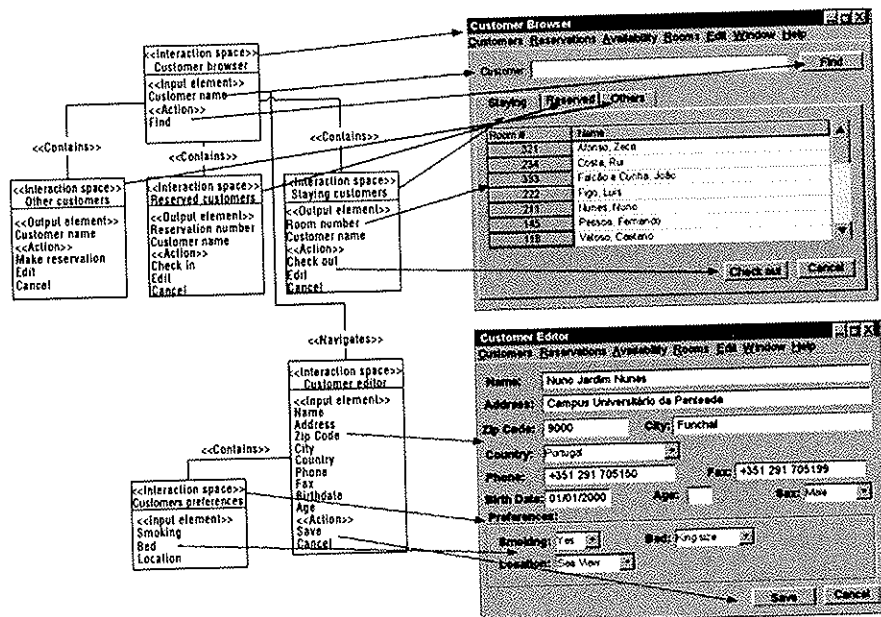 <<Interaction space>>
Customer browser
<<Input element>>
Customer name
<<Action>>
Find
<<Contains>>
<<Contains>>
<<Contains>>
<<Interaction space>>
Other customers
<<Output element>>
Customer name
<<Action>>
Make reservation
Edit
Cancel
<<Interaction space>>
Reserved customers
<<Output element>>
Reservation number
Customer name
<<Action>>
Check in
Edit
Cancel
<<Interaction space>>
Staying customers
<<Output element>>
Room number
Customer name
<<Action>>
Check out
Edit
Cancel
<<Navigates>>
<<Interaction space>>
Customer editor
<<Input element>>
Name
Address
Zip Code
City
Country
Phone
Fax
Birthdate
Age
<<Action>>
Save
Cancel
<<Contains>>
<<Interaction space>>
Customers preferences
<<Input element>>
Smoking
Bed
Location
Customer Browser
Customers Reservations Availability Rooms Edit Window Help
Customer
Find
Staying Reserved Others
Room # Name
321 Afonso, Zeca
234 Costa, Rui
393 Falcão e Cunha, João
222 Figo, Luis
211 Nunes, Nuno
145 Pessoa, Fernando
118 Veloso, Caetano
Check out Cancel
Customer Editor
Customers Reservations Availability Rooms Edit Window Help
Name: Nuno Jardim Nunes
Address: Campus Universitário da Penteada
Zip Code: 9000 City: Funchal
Country: Portugal
Phone: +351 291 705150 Fax: +351 291 705199
Birth Date: 01/01/2000 Age: Sex: Male
Preferences:
Smoking: Yes Bed: King size
Location: Sea View
Save Cancel